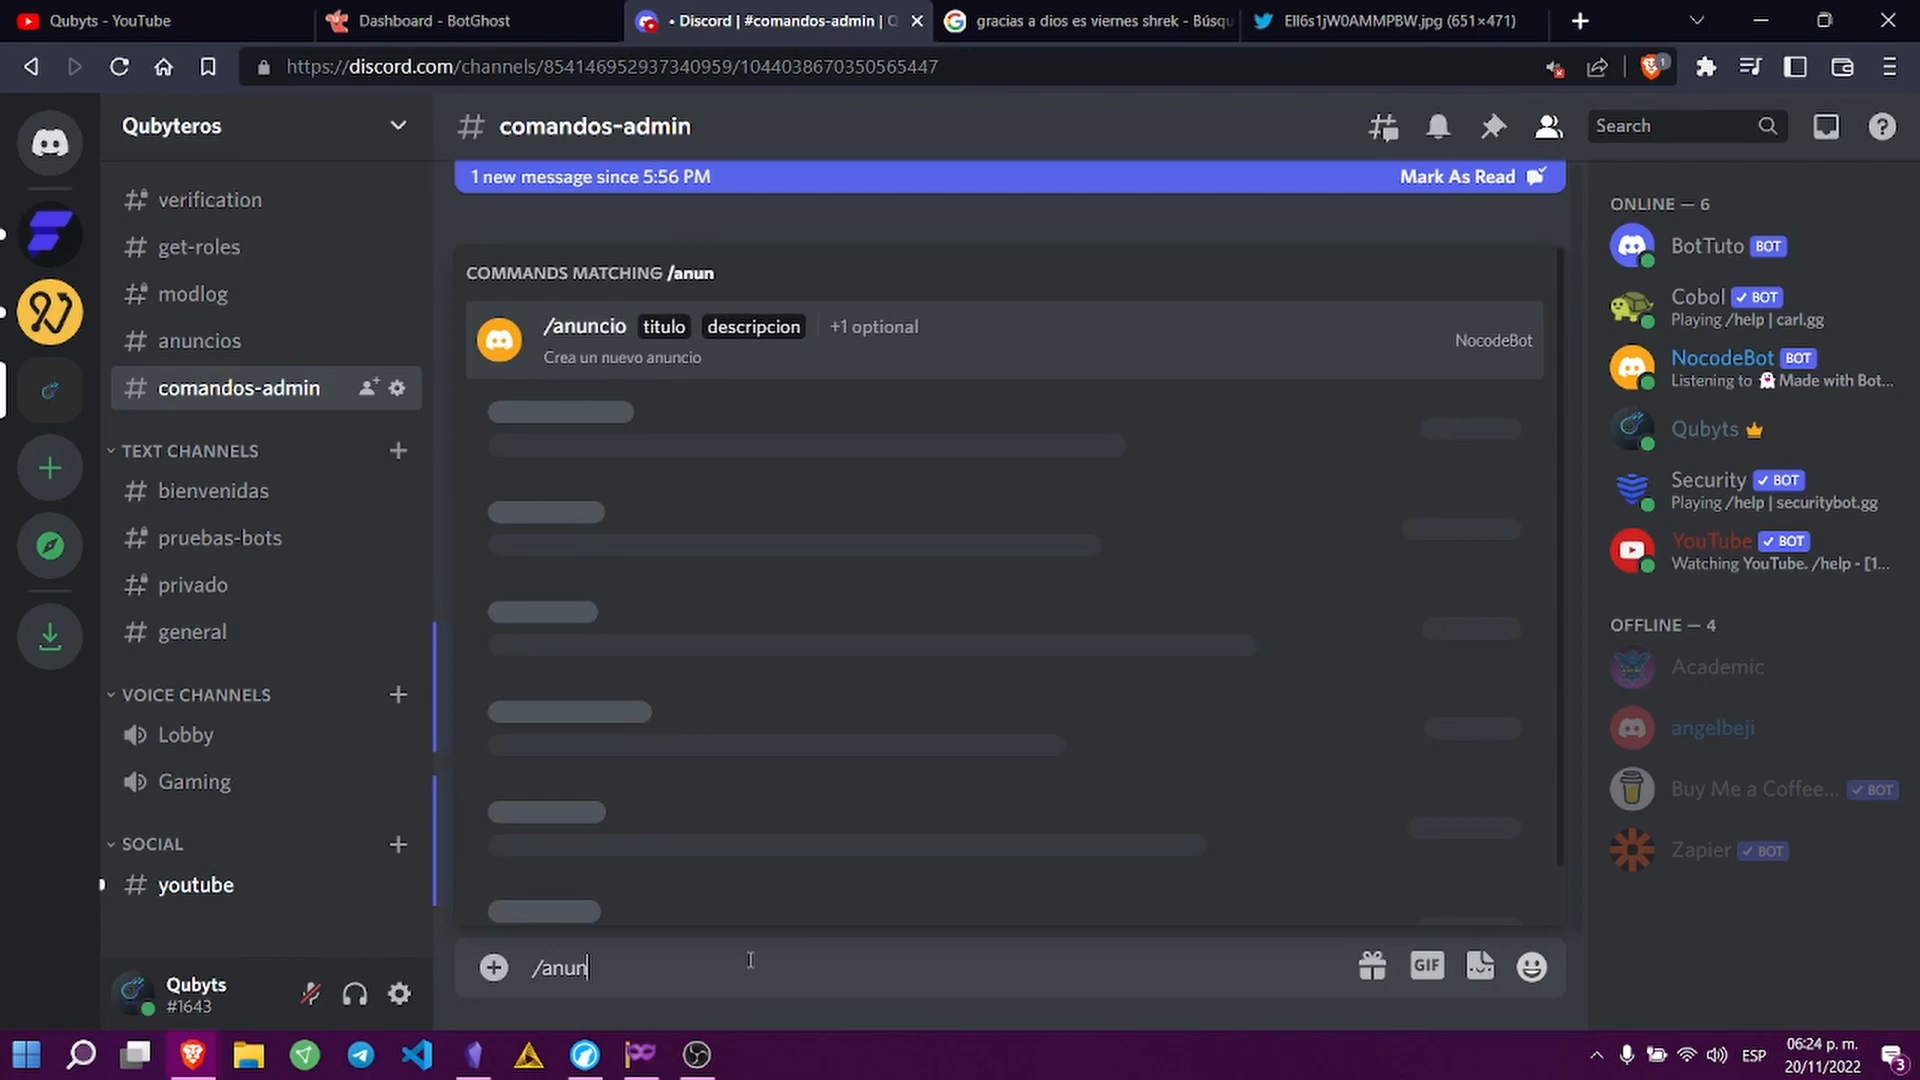 Qubyts - YouTube
Dashboard - BotGhost
• Discord | #comandos-admin | Q
gracias a dios es viernes shrek - Búsqu
EIl6s1jW0AMMPBW.jpg (651×471)
https://discord.com/channels/854146952937340959/1044038670350565447
1
Qubyteros
comandos-admin
Search
1 new message since 5:56 PM
Mark As Read
verification
get-roles
modlog
anuncios
comandos-admin
TEXT CHANNELS
bienvenidas
pruebas-bots
privado
general
VOICE CHANNELS
Lobby
Gaming
SOCIAL
youtube
Qubyts
#1643
COMMANDS MATCHING /anun
/anuncio titulo descripcion +1 optional
Crea un nuevo anuncio
NocodeBot
/anun
GIF
ONLINE — 6
BotTuto BOT
Cobol BOT
Playing /help | carl.gg
NocodeBot BOT
Listening to 👻 Made with Bot...
Qubyts
Security BOT
Playing /help | securitybot.gg
YouTube BOT
Watching YouTube. /help - [1...
OFFLINE — 4
Academic
angelbeji
Buy Me a Coffee... BOT
Zapier BOT
ESP
06:24 p. m.
20/11/2022
3